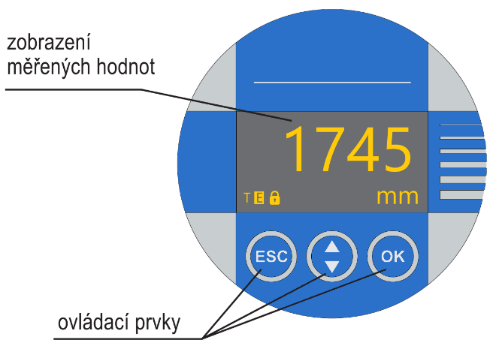 zobrazení
měřených hodnot
1745
T E
mm
ESC
OK
ovládací prvky